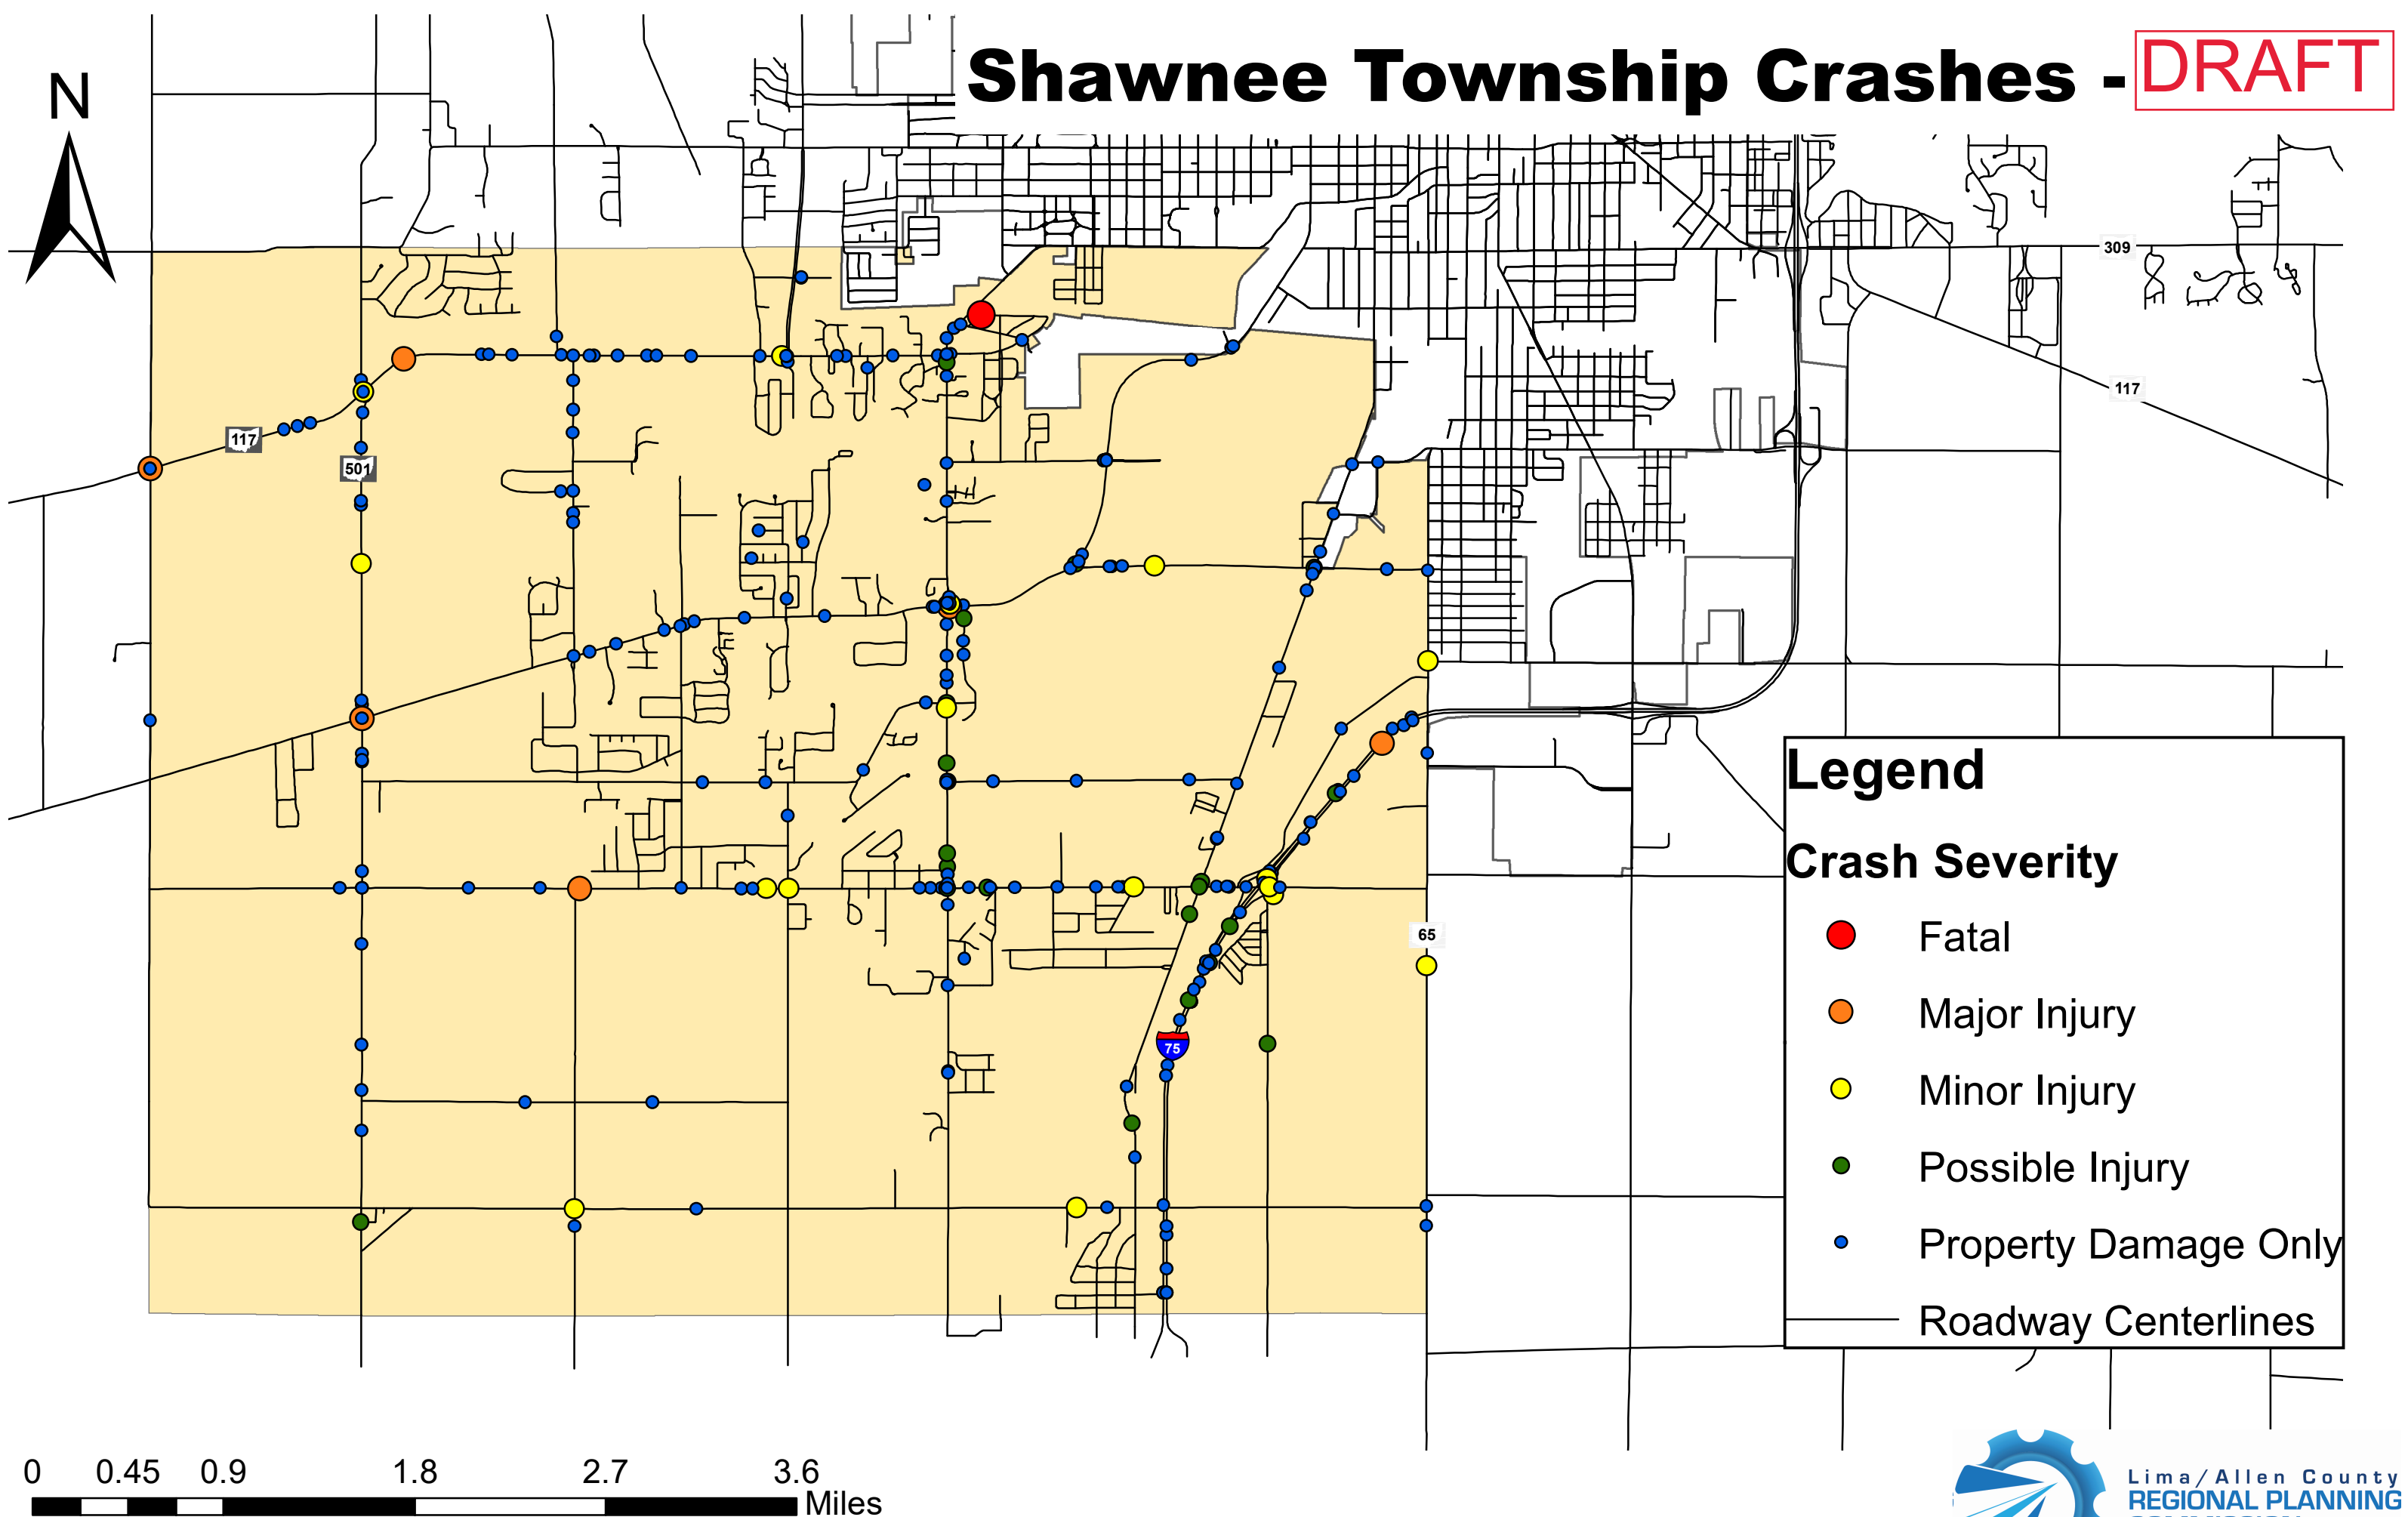 Shawnee Township Crashes - DRAFT
N
309
117
117
501
65
75
Legend
Crash Severity
Fatal
Major Injury
Minor Injury
Possible Injury
Property Damage Only
Roadway Centerlines
0 0.45 0.9 1.8 2.7 3.6
Miles
Lima/Allen County
REGIONAL PLANNING